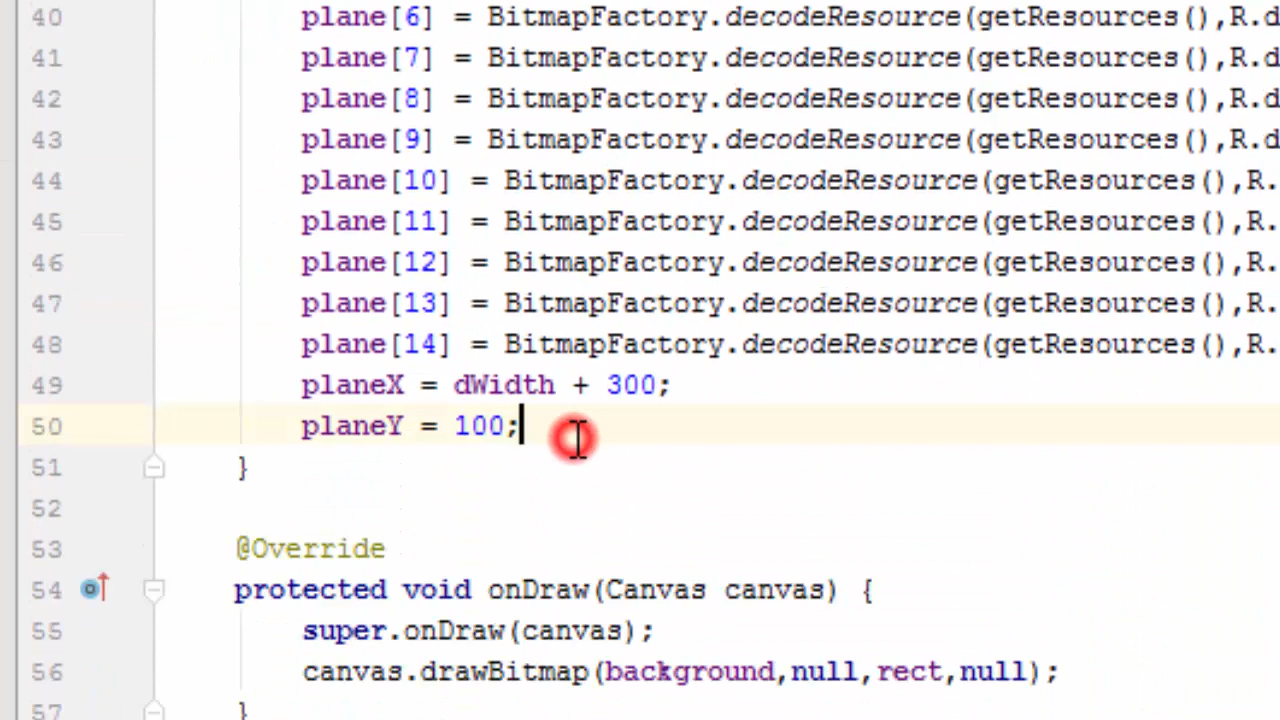 40 plane[6] = BitmapFactory.decodeResource(getResources(),R.d
41 plane[7] = BitmapFactory.decodeResource(getResources(),R.d
42 plane[8] = BitmapFactory.decodeResource(getResources(),R.d
43 plane[9] = BitmapFactory.decodeResource(getResources(),R.d
44 plane[10] = BitmapFactory.decodeResource(getResources(),R.
45 plane[11] = BitmapFactory.decodeResource(getResources(),R.
46 plane[12] = BitmapFactory.decodeResource(getResources(),R.
47 plane[13] = BitmapFactory.decodeResource(getResources(),R.
48 plane[14] = BitmapFactory.decodeResource(getResources(),R.
49 planeX = dWidth + 300;
50 planeY = 100;
51 }
52
53 @Override
54 protected void onDraw(Canvas canvas) {
55 super.onDraw(canvas);
56 canvas.drawBitmap(background,null,rect,null);
57 }